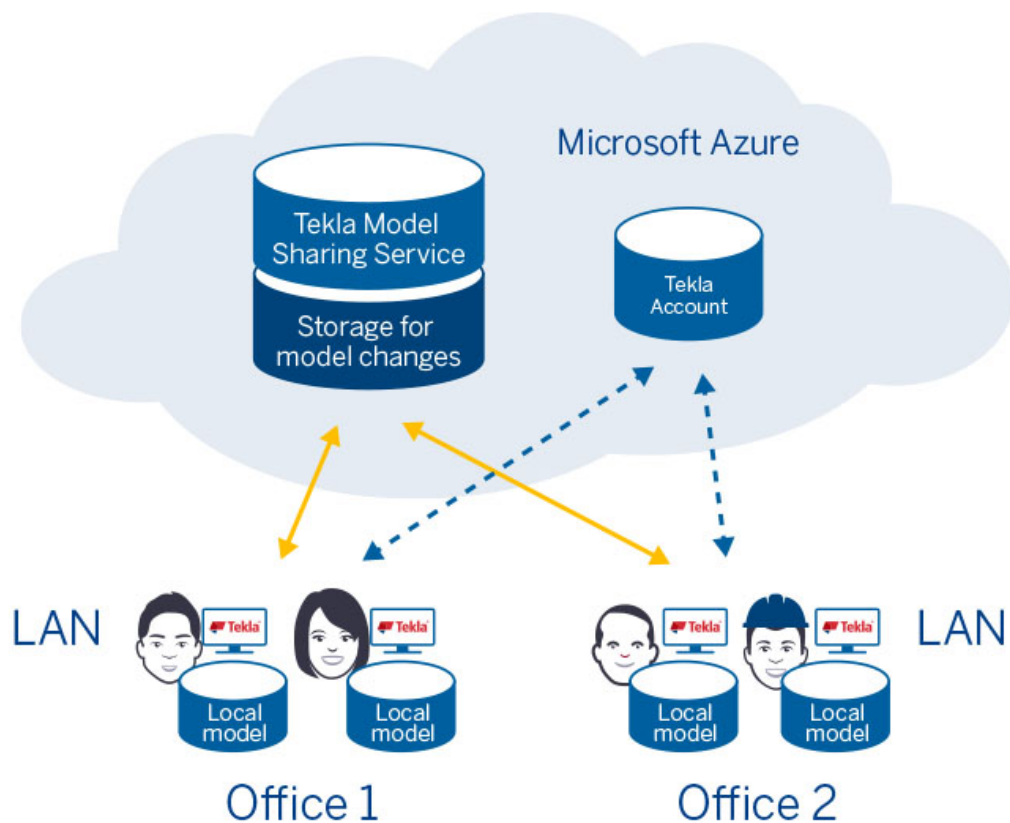 Microsoft Azure
Tekla Model
Sharing Service
Storage for
model changes
Tekla
Account
LAN
Tekla
Tekla
Tekla
Tekla
LAN
Local
model
Local
model
Local
model
Local
model
Office 1
Office 2